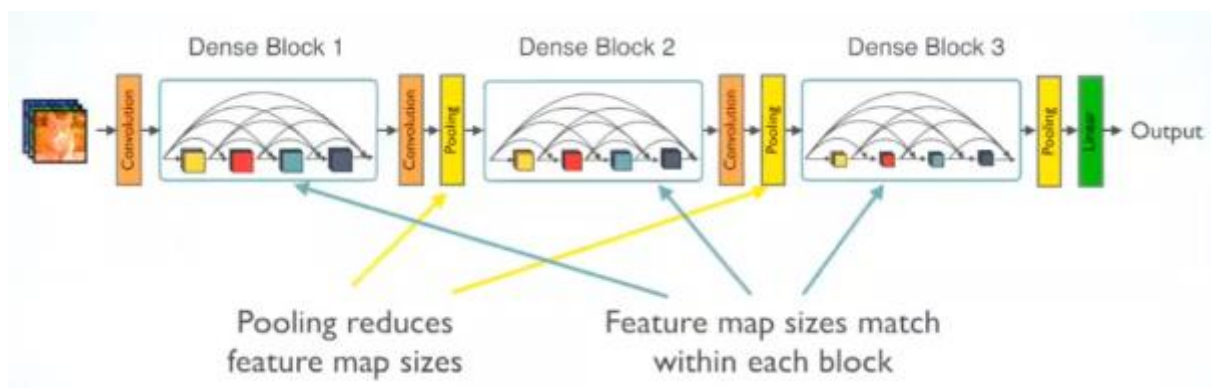 Dense Block 1
Dense Block 2
Dense Block 3
Convolution
Convolution
Pooling
Convolution
Pooling
Pooling
Linear
Output
Pooling reduces
feature map sizes
Feature map sizes match
within each block